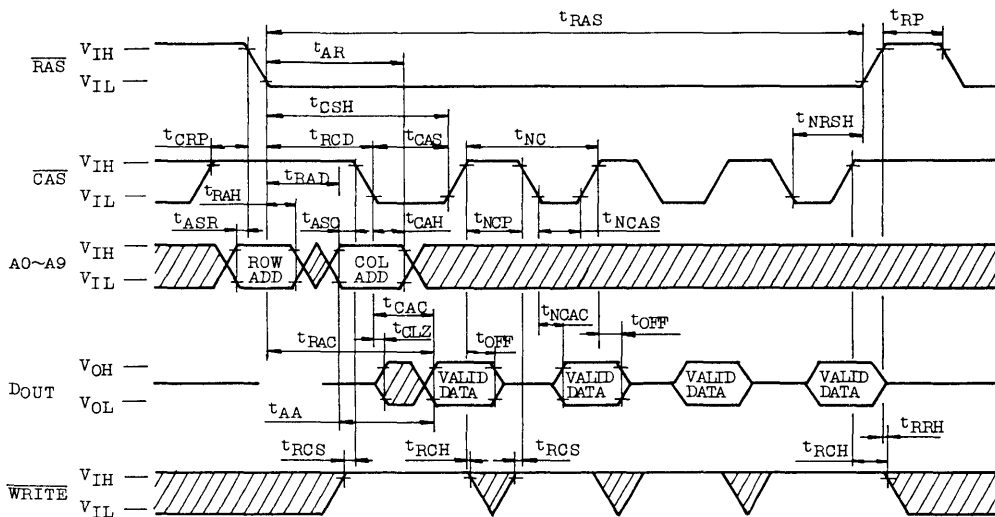 tRAS
tRP
VIH
tAR
RAS
VIL
tCSH
tCRP
tRCD
tCAS
tNC
tNRSH
VIH
CAS
VIL
tRAD
tRAH
tASR
tASC
tCAH
tNCP
tNCAS
VIH
A0~A9
VIL
ROW ADD
COL ADD
tCAC
tNCAC
tOFF
tCLZ
tRAC
tOFF
VOH
DOUT
VOL
VALID DATA
VALID DATA
VALID DATA
VALID DATA
tAA
tRRH
tRCS
tRCH
tRCS
tRCH
VIH
WRITE
VIL